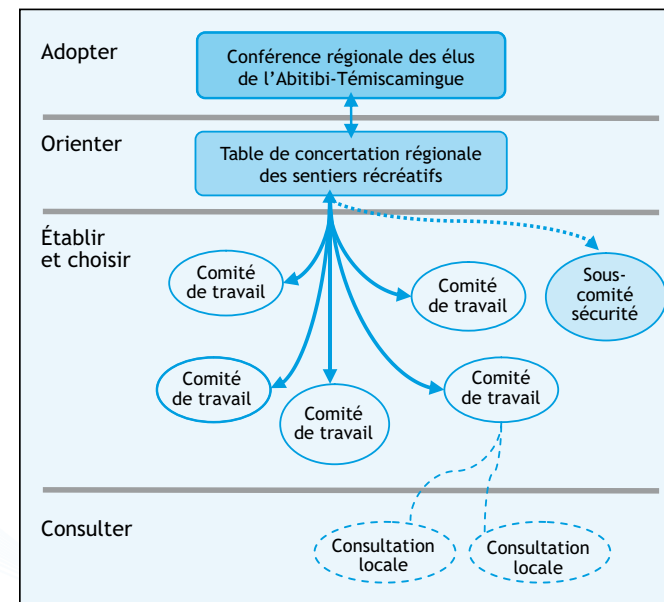 Adopter
Conférence régionale des élus
de l'Abitibi-Témiscamingue
Orienter
Table de concertation régionale
des sentiers récréatifs
Établir
et choisir
Comité
de travail
Comité
de travail
Sous-
comité
sécurité
Comité
de travail
Comité
de travail
Comité
de travail
Consulter
Consultation
locale
Consultation
locale